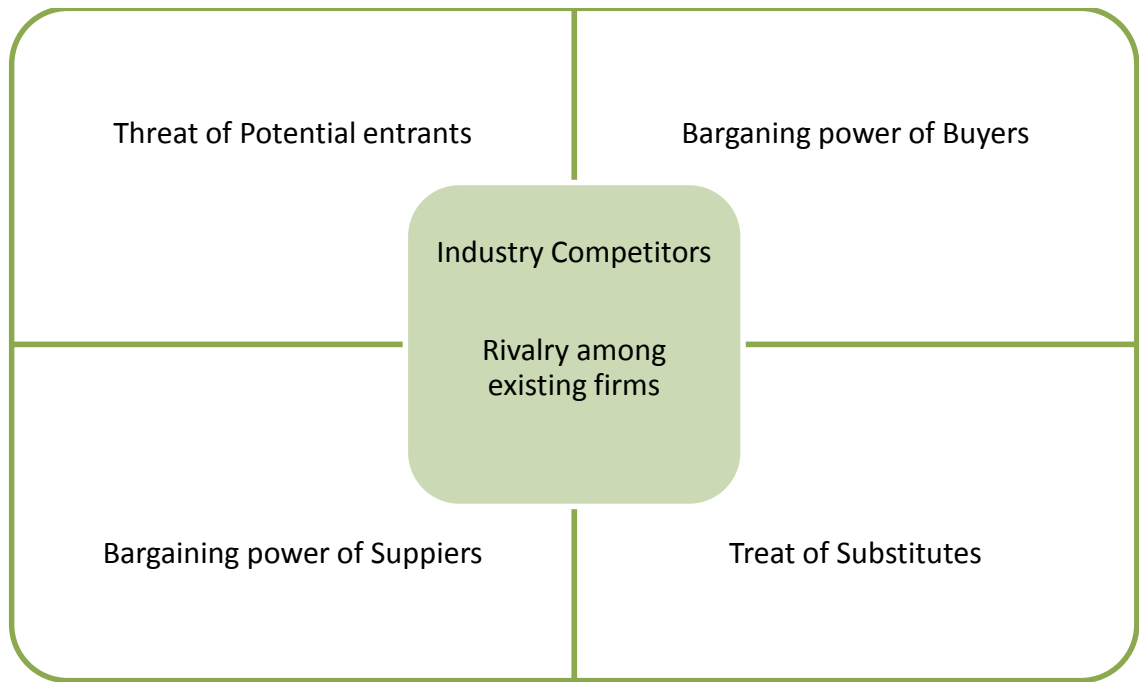 Threat of Potential entrants
Barganing power of Buyers
Industry Competitors
Rivalry among
existing firms
Bargaining power of Suppiers
Treat of Substitutes